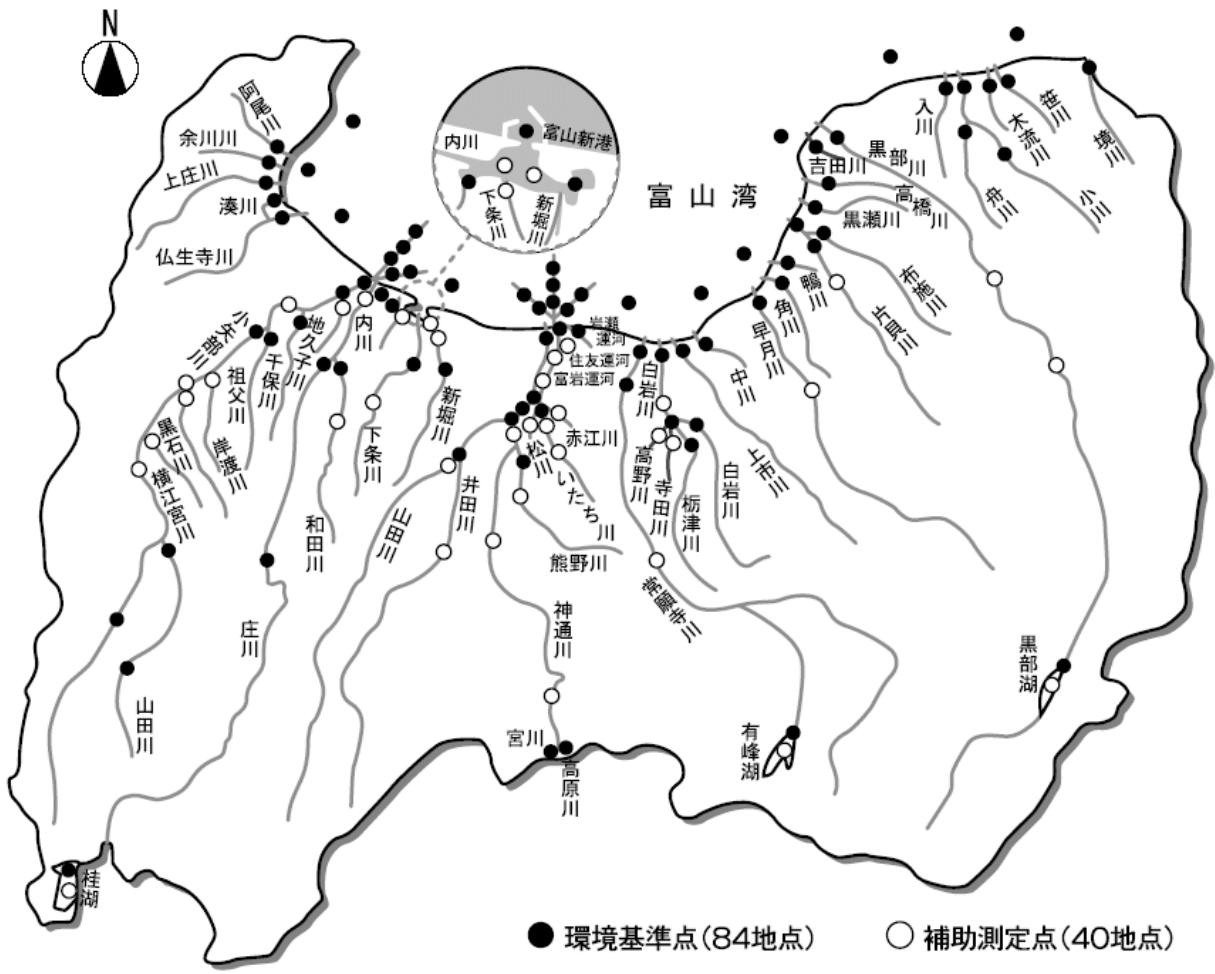 N
阿尾川
余川川
上庄川
湊川
仏生寺川
内川
富山新港
下条川
新堀川
富山湾
入川
木流川
笹川
境川
舟川
小川
吉田川
黒部川
高橋川
黒瀬川
布施川
片貝川
鴨川
角川
早月川
中川
上市川
白岩川
岩瀬運河
住友運河
富岩運河
小矢部川
地久子川
内川
千保川
祖父川
岸渡川
黒石川
横江宮川
新堀川
下条川
和田川
山田川
井田川
松川
赤江川
いたち川
熊野川
高野川
寺田川
栃津川
白岩川
常願寺川
庄川
神通川
山田川
宮川
高原川
有峰湖
黒部湖
桂湖
環境基準点(84地点)
補助測定点(40地点)